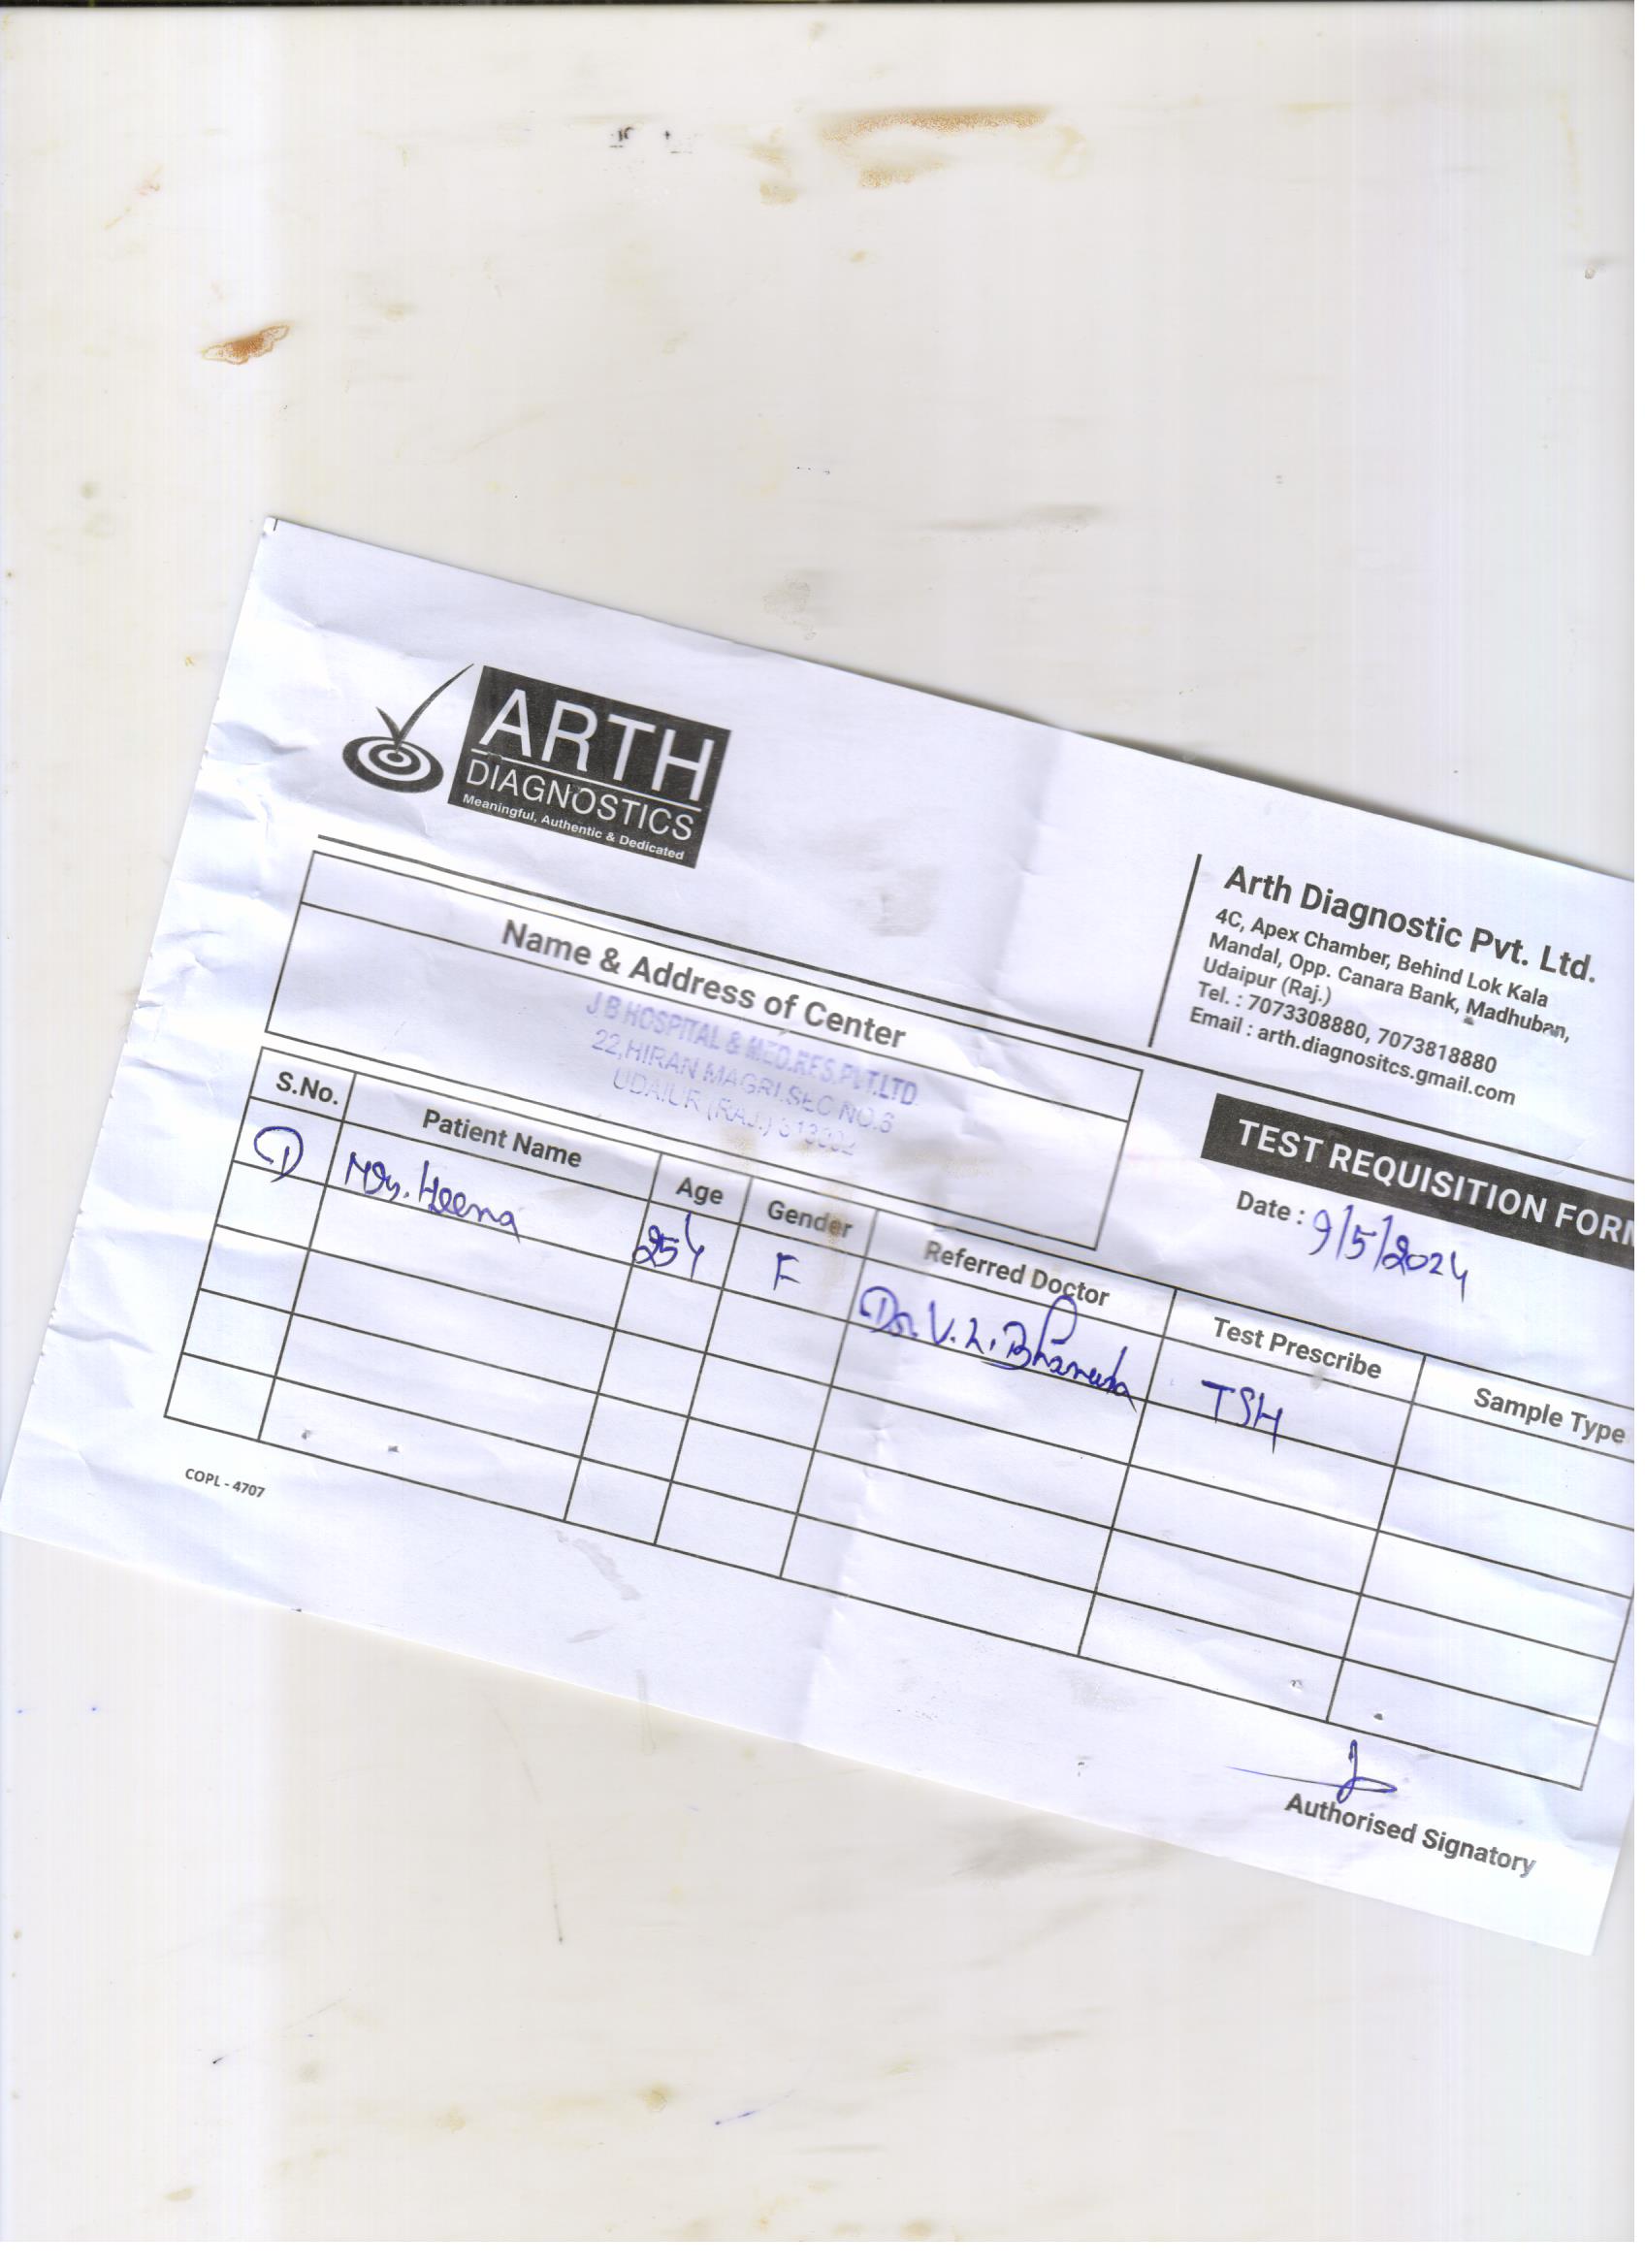 ARTH
DIAGNOSTICS
Meaningful, Authentic & Dedicated
Arth Diagnostic Pvt. Ltd.
4C, Apex Chamber, Behind Lok Kala
Mandal, Opp. Canara Bank, Madhuban,
Udaipur (Raj.)
Tel. : 7073308880, 7073818880
Email : arth.diagnositcs.gmail.com
Name & Address of Center
J B HOSPITAL & MED.RES.PVT.LTD
22,HIRAN MAGRI,SEC NO.6
(RAJ.)
TEST REQUISITION FORM
Date : 9/5/2024
S.No. Patient Name Age Gender Referred Doctor Test Prescribe Sample Type
1 Mrs. Heena 25Y F Dr. V. L. TSH
COPL - 4707
Authorised Signatory